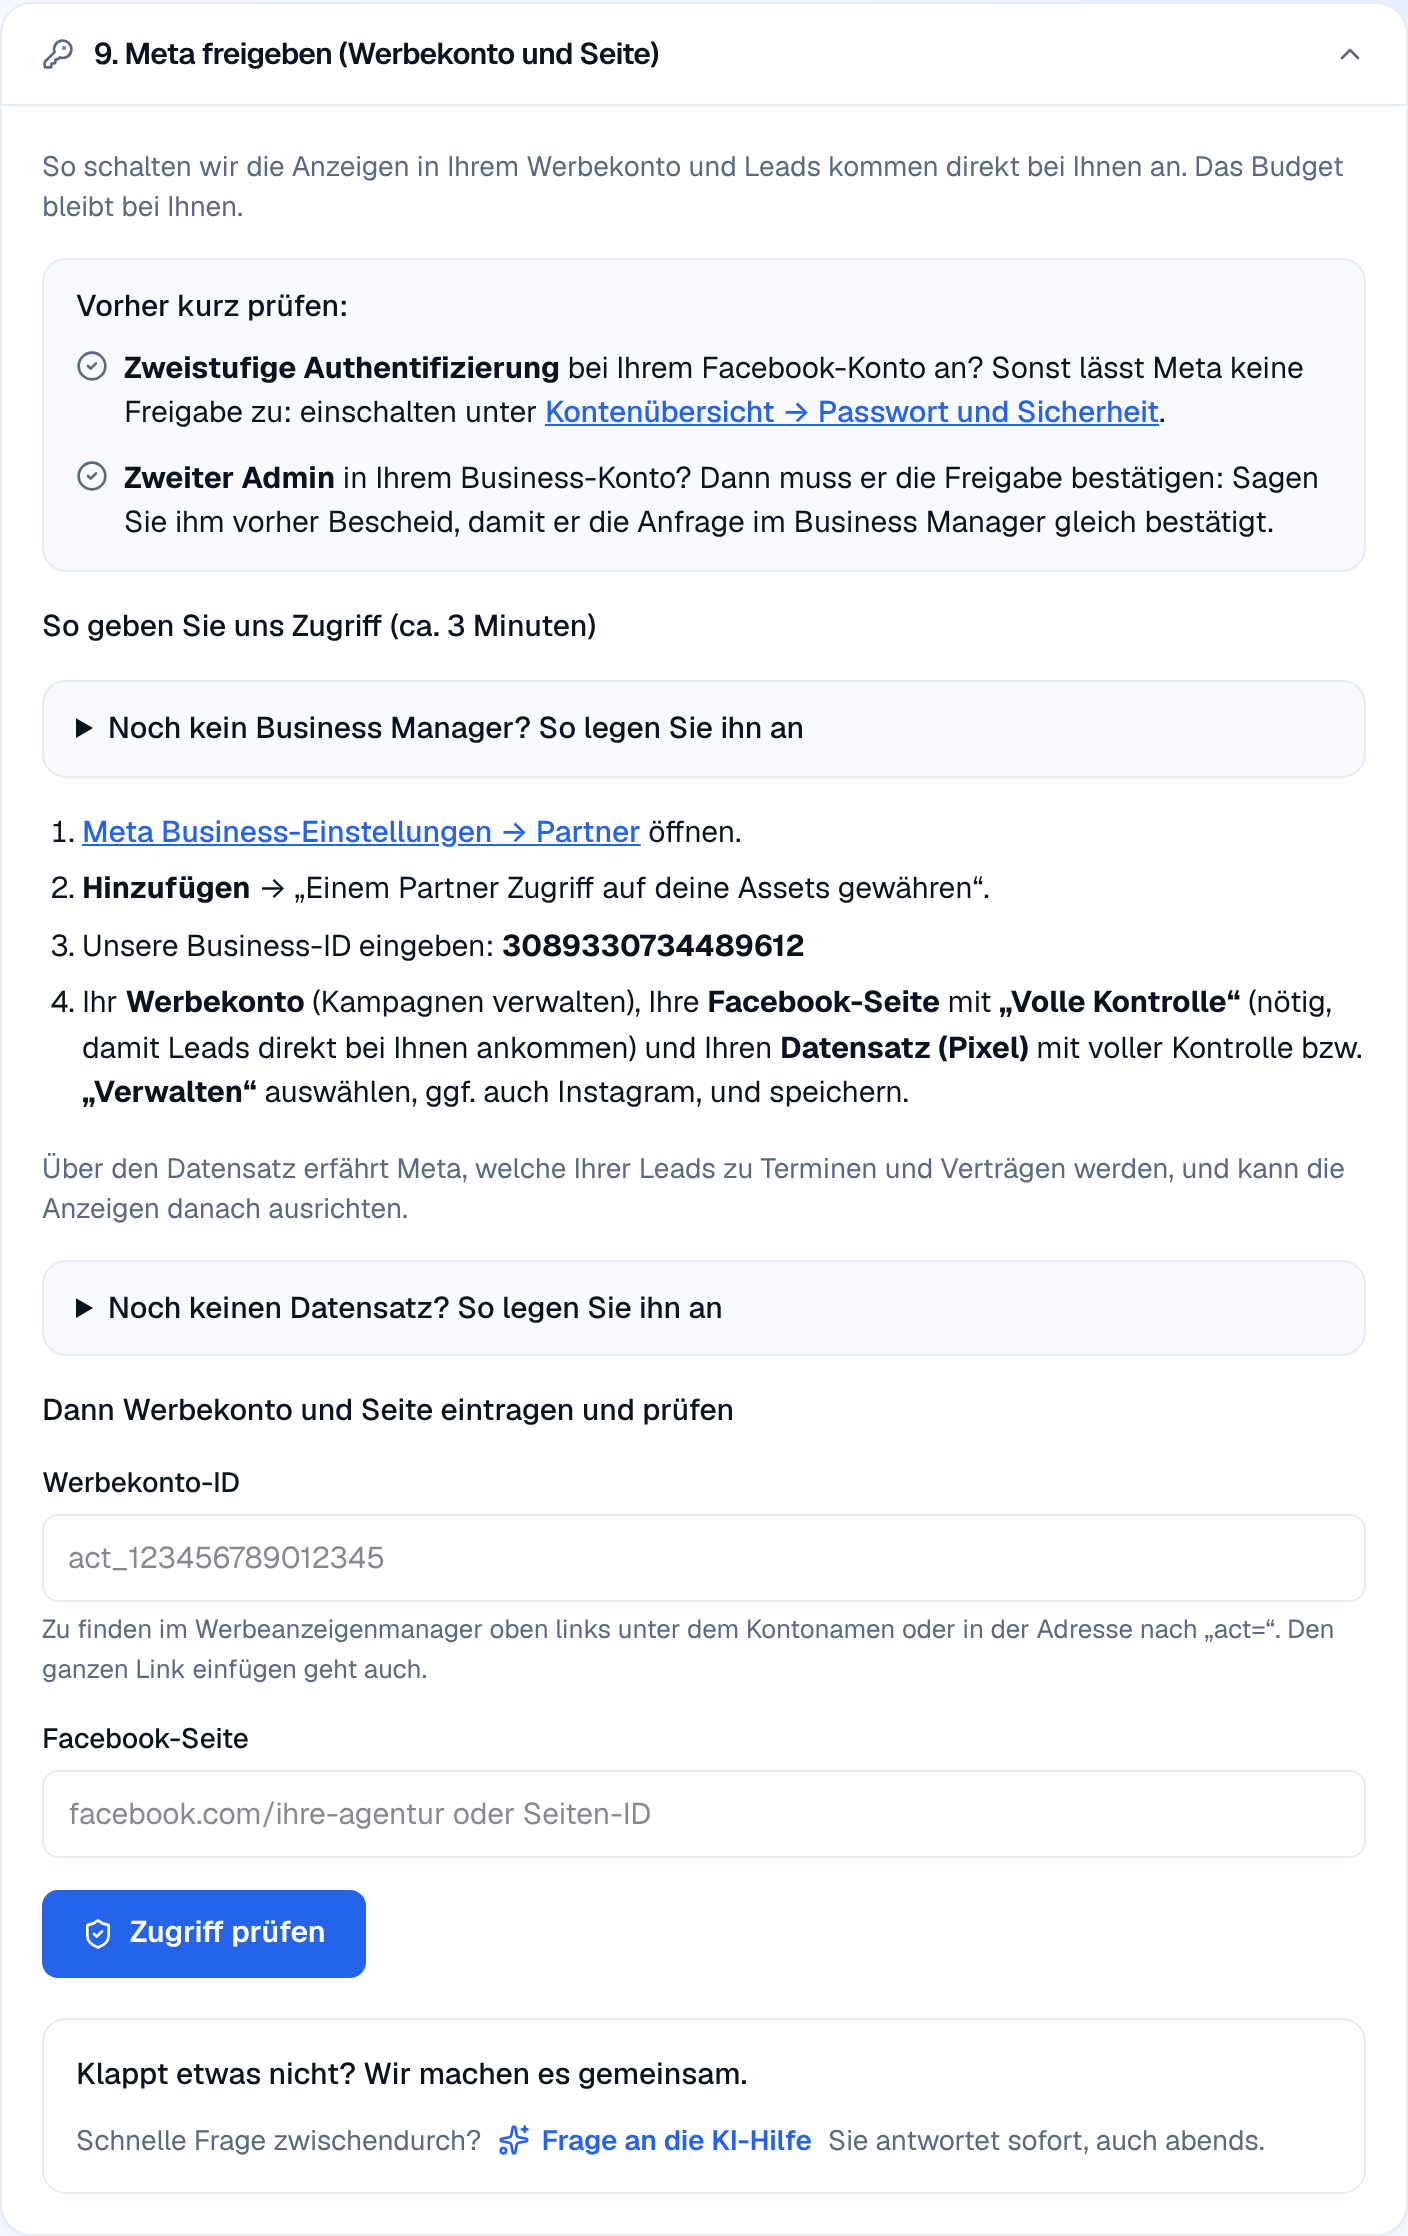 9. Meta freigeben (Werbekonto und Seite)
So schalten wir die Anzeigen in Ihrem Werbekonto und Leads kommen direkt bei Ihnen an. Das Budget
bleibt bei Ihnen.
Vorher kurz prüfen:
Zweistufige Authentifizierung bei Ihrem Facebook-Konto an? Sonst lässt Meta keine
Freigabe zu: einschalten unter Kontenübersicht → Passwort und Sicherheit.
Zweiter Admin in Ihrem Business-Konto? Dann muss er die Freigabe bestätigen: Sagen
Sie ihm vorher Bescheid, damit er die Anfrage im Business Manager gleich bestätigt.
So geben Sie uns Zugriff (ca. 3 Minuten)
▶ Noch kein Business Manager? So legen Sie ihn an
1. Meta Business-Einstellungen → Partner öffnen.
2. Hinzufügen → „Einem Partner Zugriff auf deine Assets gewähren“.
3. Unsere Business-ID eingeben: 3089330734489612
4. Ihr Werbekonto (Kampagnen verwalten), Ihre Facebook-Seite mit „Volle Kontrolle“ (nötig,
damit Leads direkt bei Ihnen ankommen) und Ihren Datensatz (Pixel) mit voller Kontrolle bzw.
„Verwalten“ auswählen, ggf. auch Instagram, und speichern.
Über den Datensatz erfährt Meta, welche Ihrer Leads zu Terminen und Verträgen werden, und kann die
Anzeigen danach ausrichten.
▶ Noch keinen Datensatz? So legen Sie ihn an
Dann Werbekonto und Seite eintragen und prüfen
Werbekonto-ID
act_123456789012345
Zu finden im Werbeanzeigenmanager oben links unter dem Kontonamen oder in der Adresse nach „act=“. Den
ganzen Link einfügen geht auch.
Facebook-Seite
facebook.com/ihre-agentur oder Seiten-ID
Zugriff prüfen
Klappt etwas nicht? Wir machen es gemeinsam.
Schnelle Frage zwischendurch? Frage an die KI-Hilfe Sie antwortet sofort, auch abends.